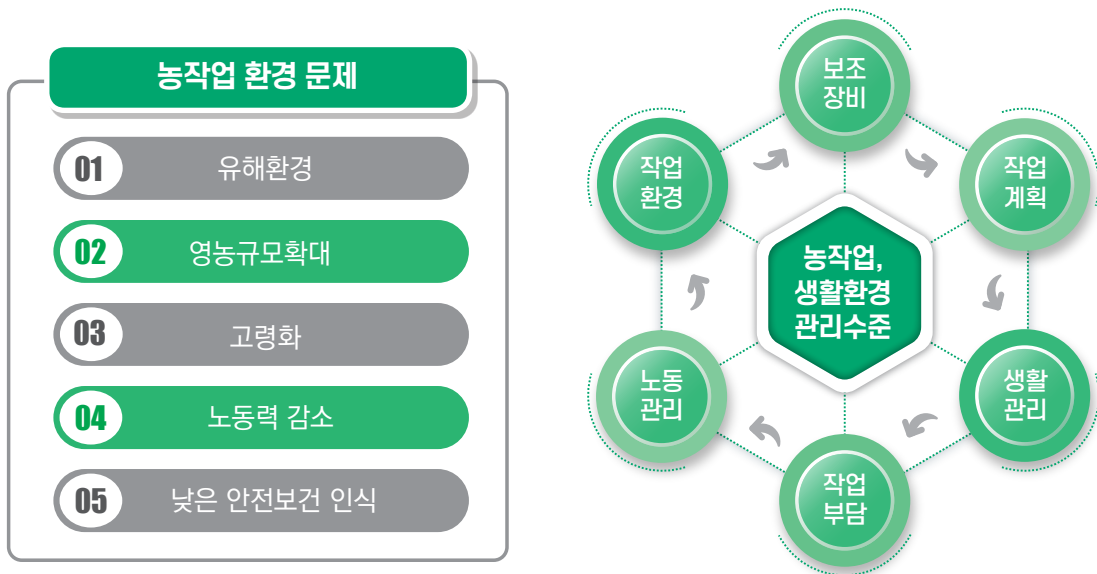 농작업 환경 문제
01 유해환경
02 영농규모확대
03 고령화
04 노동력 감소
05 낮은 안전보건 인식
보조
장비
작업
계획
생활
관리
작업
부담
노동
관리
작업
환경
농작업,
생활환경
관리수준